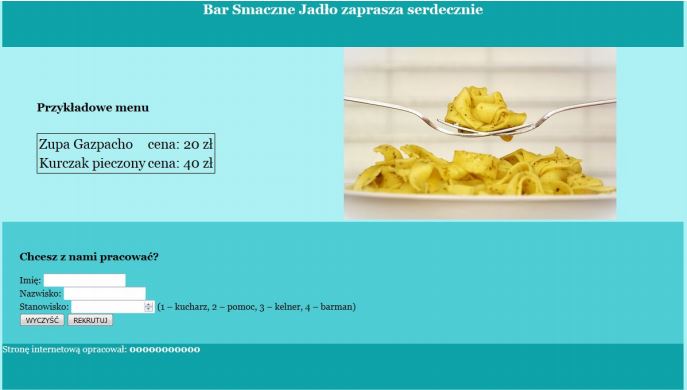 Bar Smaczne Jadło zaprasza serdecznie
Przykładowe menu
Zupa Gazpacho cena: 20 zł
Kurczak pieczony cena: 40 zł
Chcesz z nami pracować?
Imię:
Nazwisko:
Stanowisko: (1 – kucharz, 2 – pomoc, 3 – kelner, 4 – barman)
WYCZYŚĆ REKRUTUJ
Stronę internetową opracował: 00000000000